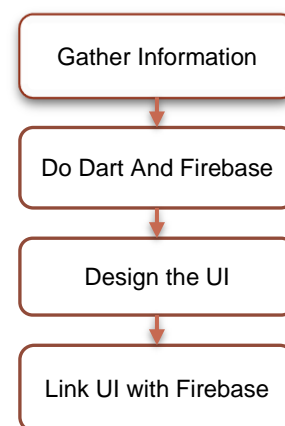 Gather Information
Do Dart And Firebase
Design the UI
Link UI with Firebase